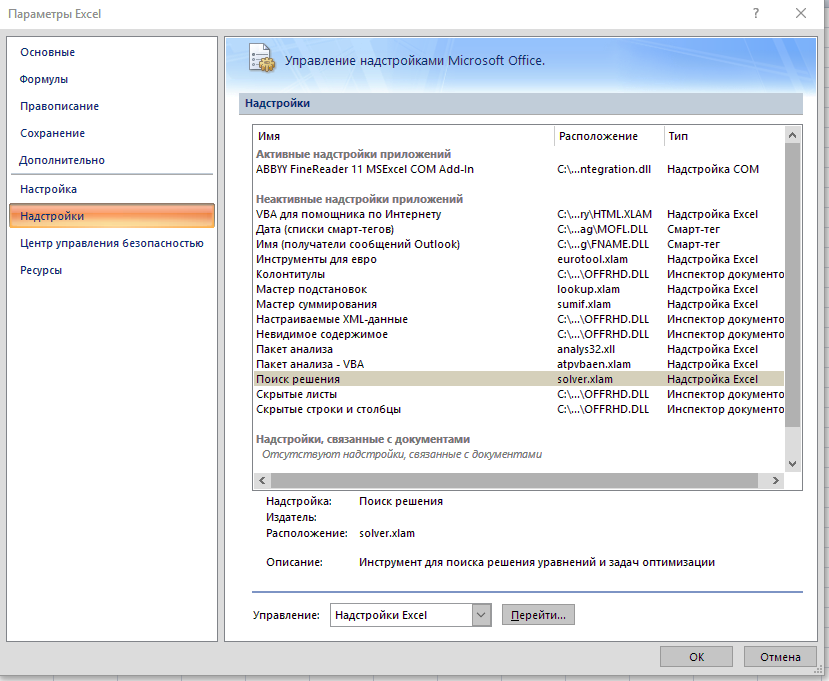 Параметры Excel ?
Основные
Формулы
Правописание
Сохранение
Дополнительно
Настройка
Надстройки
Центр управления безопасностью
Ресурсы
Управление надстройками Microsoft Office.
Надстройки
Имя Расположение Тип
Активные надстройки приложений
ABBYY FineReader 11 MSExcel COM Add-In C:\...ntegration.dll Надстройка COM
Неактивные надстройки приложений
VBA для помощника по Интернету C:\...ry\HTML.XLAM Надстройка Excel
Дата (списки смарт-тегов) C:\...ag\MOFL.DLL Смарт-тег
Имя (получатели сообщений Outlook) C:\...g\FNAME.DLL Смарт-тег
Инструменты для евро eurotool.xlam Надстройка Excel
Колонтитулы C:\...\OFFRHD.DLL Инспектор документо
Мастер подстановок lookup.xlam Надстройка Excel
Мастер суммирования sumif.xlam Надстройка Excel
Настраиваемые XML-данные C:\...\OFFRHD.DLL Инспектор документо
Невидимое содержимое C:\...\OFFRHD.DLL Инспектор документо
Пакет анализа analys32.xll Надстройка Excel
Пакет анализа - VBA atpvbaen.xlam Надстройка Excel
Поиск решения solver.xlam Надстройка Excel
Скрытые листы C:\...\OFFRHD.DLL Инспектор документо
Скрытые строки и столбцы C:\...\OFFRHD.DLL Инспектор документо
Надстройки, связанные с документами
Отсутствуют надстройки, связанные с документами
Надстройка: Поиск решения
Издатель:
Расположение: solver.xlam
Описание: Инструмент для поиска решения уравнений и задач оптимизации
Управление: Надстройки Excel Перейти...
ОК Отмена